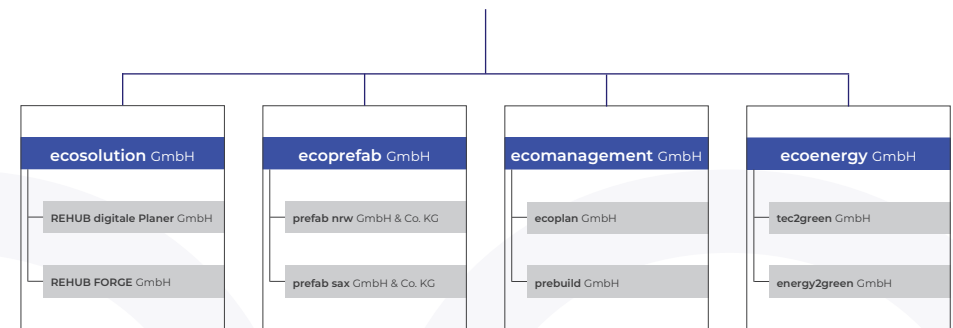 ecosolution GmbH
REHUB digitale Planer GmbH
REHUB FORGE GmbH
ecoprefab GmbH
prefab nrw GmbH & Co. KG
prefab sax GmbH & Co. KG
ecomanagement GmbH
ecoplan GmbH
prebuild GmbH
ecoenergy GmbH
tec2green GmbH
energy2green GmbH